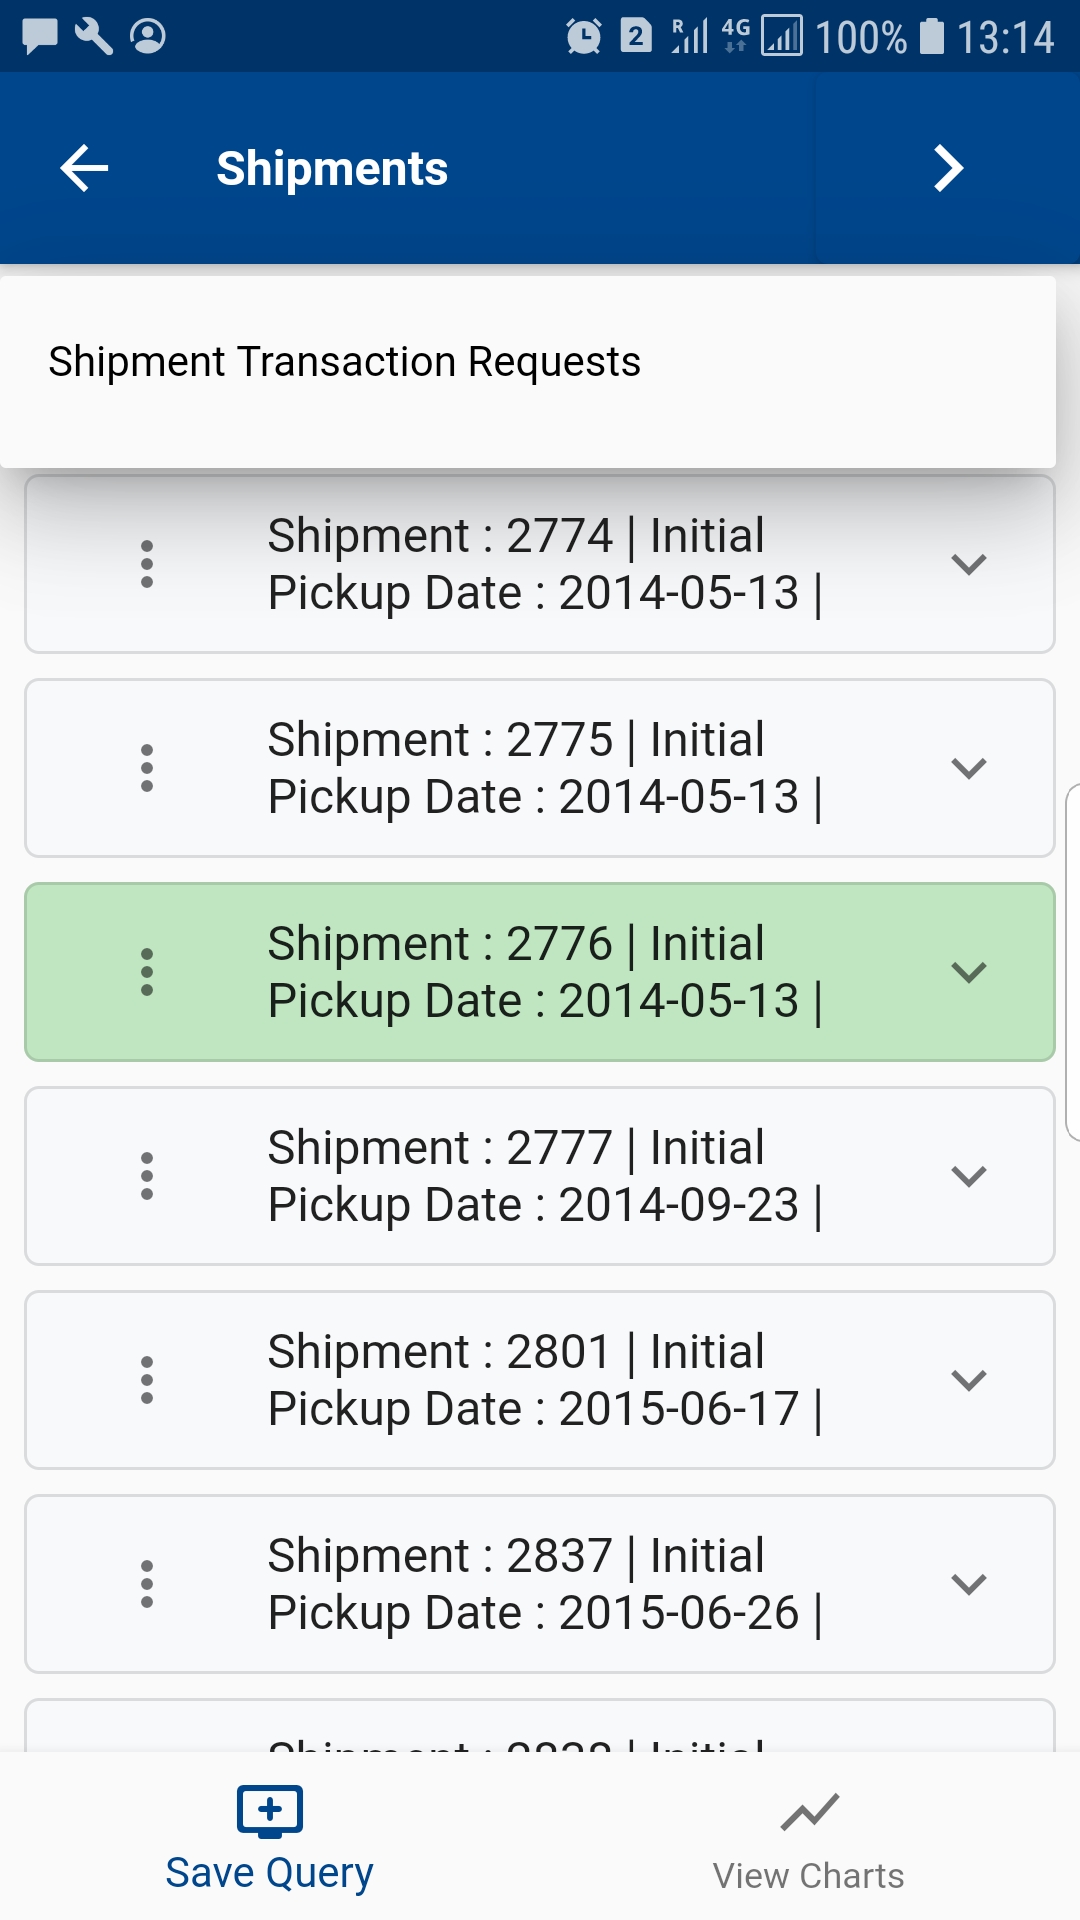 2 R 4G 100% 13:14
Shipments
Shipment Transaction Requests
Shipment : 2774 | Initial
Pickup Date : 2014-05-13 |
Shipment : 2775 | Initial
Pickup Date : 2014-05-13 |
Shipment : 2776 | Initial
Pickup Date : 2014-05-13 |
Shipment : 2777 | Initial
Pickup Date : 2014-09-23 |
Shipment : 2801 | Initial
Pickup Date : 2015-06-17 |
Shipment : 2837 | Initial
Pickup Date : 2015-06-26 |
Shipment : 2838 | Initial
Save Query
View Charts